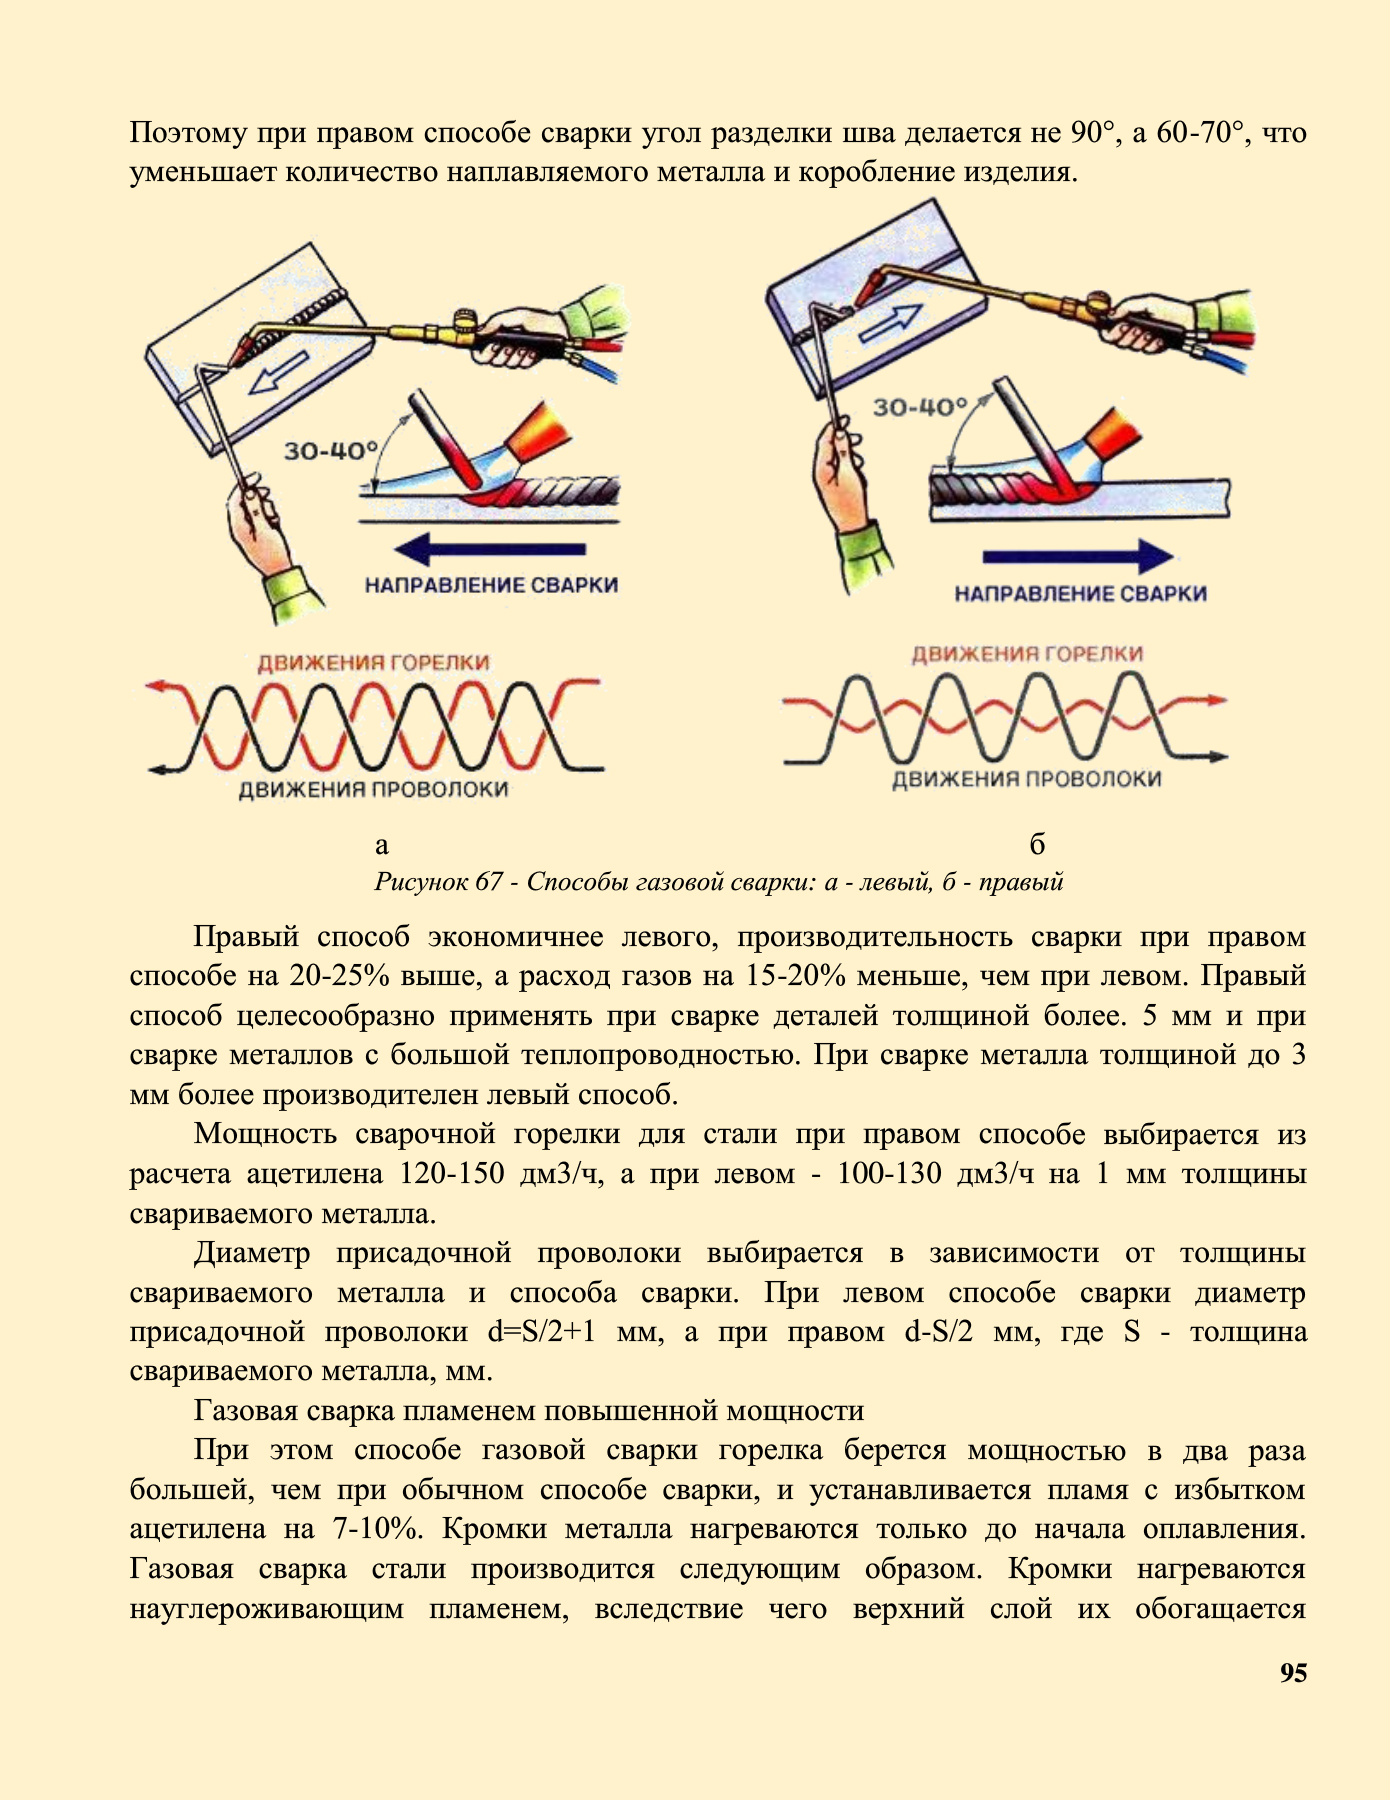 Поэтому при правом способе сварки угол разделки шва делается не 90°, а 60-70°, что
уменьшает количество наплавляемого металла и коробление изделия.
30-40°
НАПРАВЛЕНИЕ СВАРКИ
ДВИЖЕНИЯ ГОРЕЛКИ
ДВИЖЕНИЯ ПРОВОЛОКИ
30-40°
НАПРАВЛЕНИЕ СВАРКИ
ДВИЖЕНИЯ ГОРЕЛКИ
ДВИЖЕНИЯ ПРОВОЛОКИ
а б
Рисунок 67 - Способы газовой сварки: а - левый, б - правый
Правый способ экономичнее левого, производительность сварки при правом
способе на 20-25% выше, а расход газов на 15-20% меньше, чем при левом. Правый
способ целесообразно применять при сварке деталей толщиной более. 5 мм и при
сварке металлов с большой теплопроводностью. При сварке металла толщиной до 3
мм более производителен левый способ.
Мощность сварочной горелки для стали при правом способе выбирается из
расчета ацетилена 120-150 дм3/ч, а при левом - 100-130 дм3/ч на 1 мм толщины
свариваемого металла.
Диаметр присадочной проволоки выбирается в зависимости от толщины
свариваемого металла и способа сварки. При левом способе сварки диаметр
присадочной проволоки d=S/2+1 мм, а при правом d-S/2 мм, где S - толщина
свариваемого металла, мм.
Газовая сварка пламенем повышенной мощности
При этом способе газовой сварки горелка берется мощностью в два раза
большей, чем при обычном способе сварки, и устанавливается пламя с избытком
ацетилена на 7-10%. Кромки металла нагреваются только до начала оплавления.
Газовая сварка стали производится следующим образом. Кромки нагреваются
науглероживающим пламенем, вследствие чего верхний слой их обогащается
95